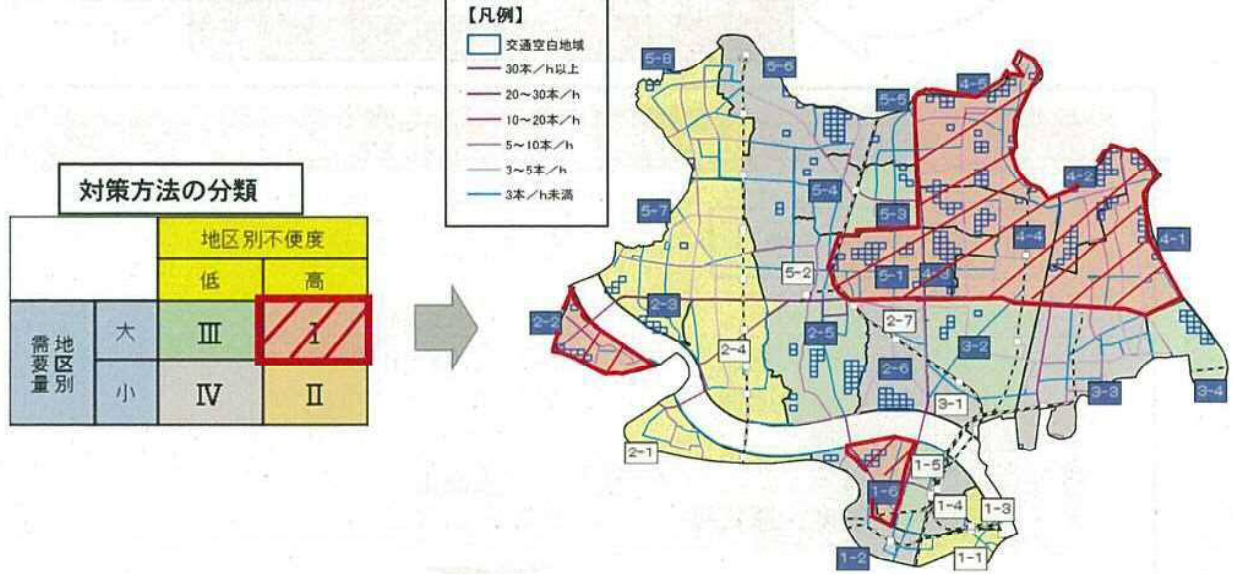 【凡例】
交通空白地域
30本／h以上
20～30本／h
10～20本／h
5～10本／h
3～5本／h
3本／h未満
対策方法の分類
地区別不便度
低
高
地区別需要量
大
Ⅲ
Ⅰ
小
Ⅳ
Ⅱ
5-8
5-6
5-5
4-5
4-2
5-4
5-7
5-3
4-4
4-1
5-2
5-1
4-3
2-3
2-2
2-5
2-7
2-4
3-2
2-6
3-3
3-4
3-1
2-1
1-5
1-6
1-4
1-3
1-2
1-1